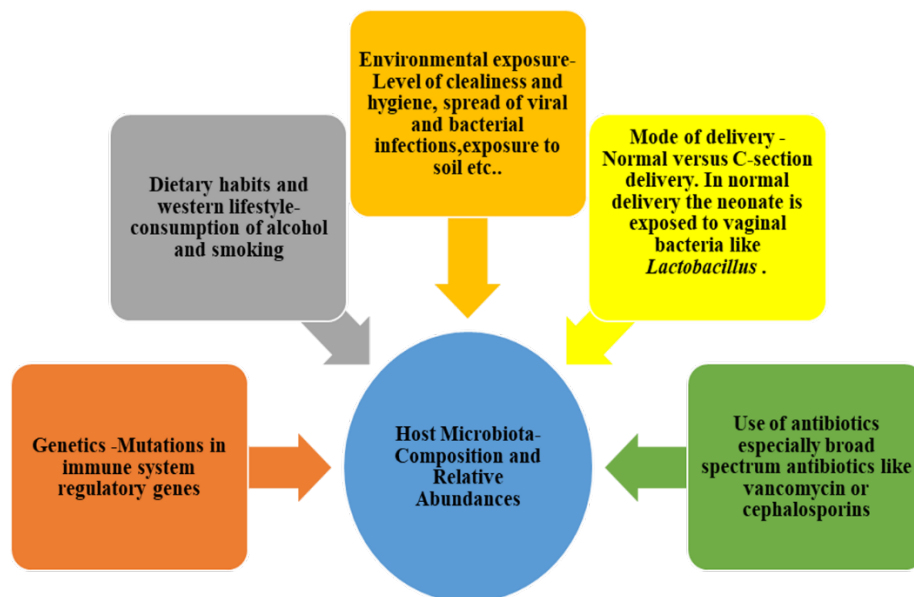 Environmental exposure-
Level of clealiness and
hygiene, spread of viral
and bacterial
infections,exposure to
soil etc..
Mode of delivery -
Normal versus C-section
delivery. In normal
delivery the neonate is
exposed to vaginal
bacteria like
Lactobacillus .
Dietary habits and
western lifestyle-
consumption of alcohol
and smoking
Genetics -Mutations in
immune system
regulatory genes
Host Microbiota-
Composition and
Relative
Abundances
Use of antibiotics
especially broad
spectrum antibiotics like
vancomycin or
cephalosporins